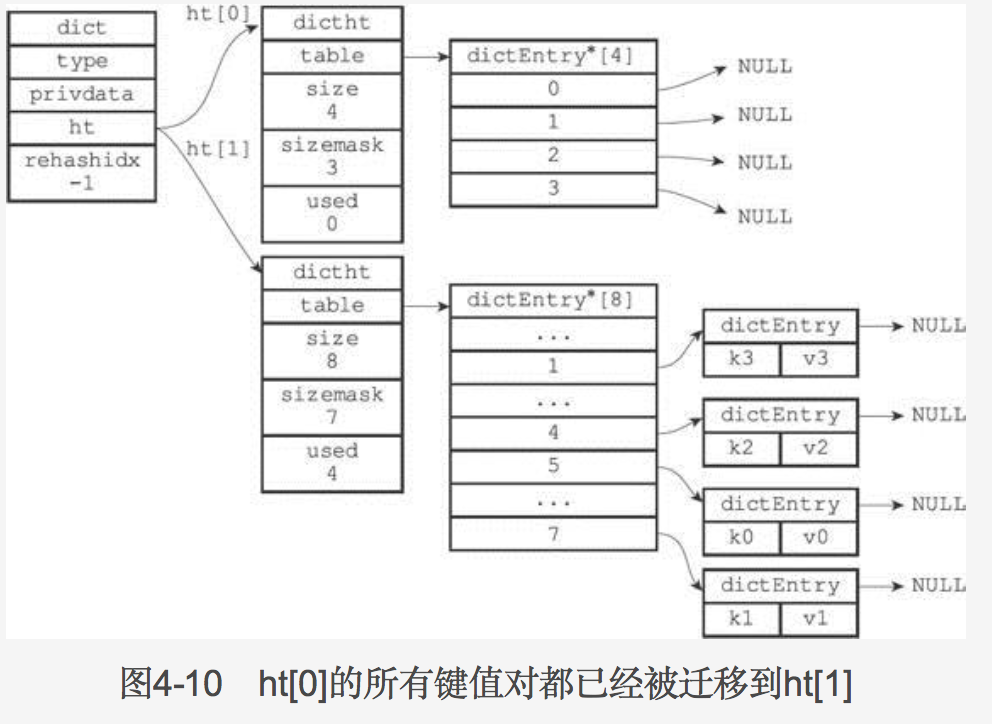 dict
type
privdata
ht
rehashidx
-1
ht[0]
ht[1]
dictht
table
size
4
sizemask
3
used
0
dictEntry*[4]
0
1
2
3
NULL
NULL
NULL
NULL
dictht
table
size
8
sizemask
7
used
4
dictEntry*[8]
...
1
...
4
5
...
7
dictEntry
k3 v3
NULL
dictEntry
k2 v2
NULL
dictEntry
k0 v0
NULL
dictEntry
k1 v1
NULL
图4-10 ht[0]的所有键值对都已经被迁移到ht[1]